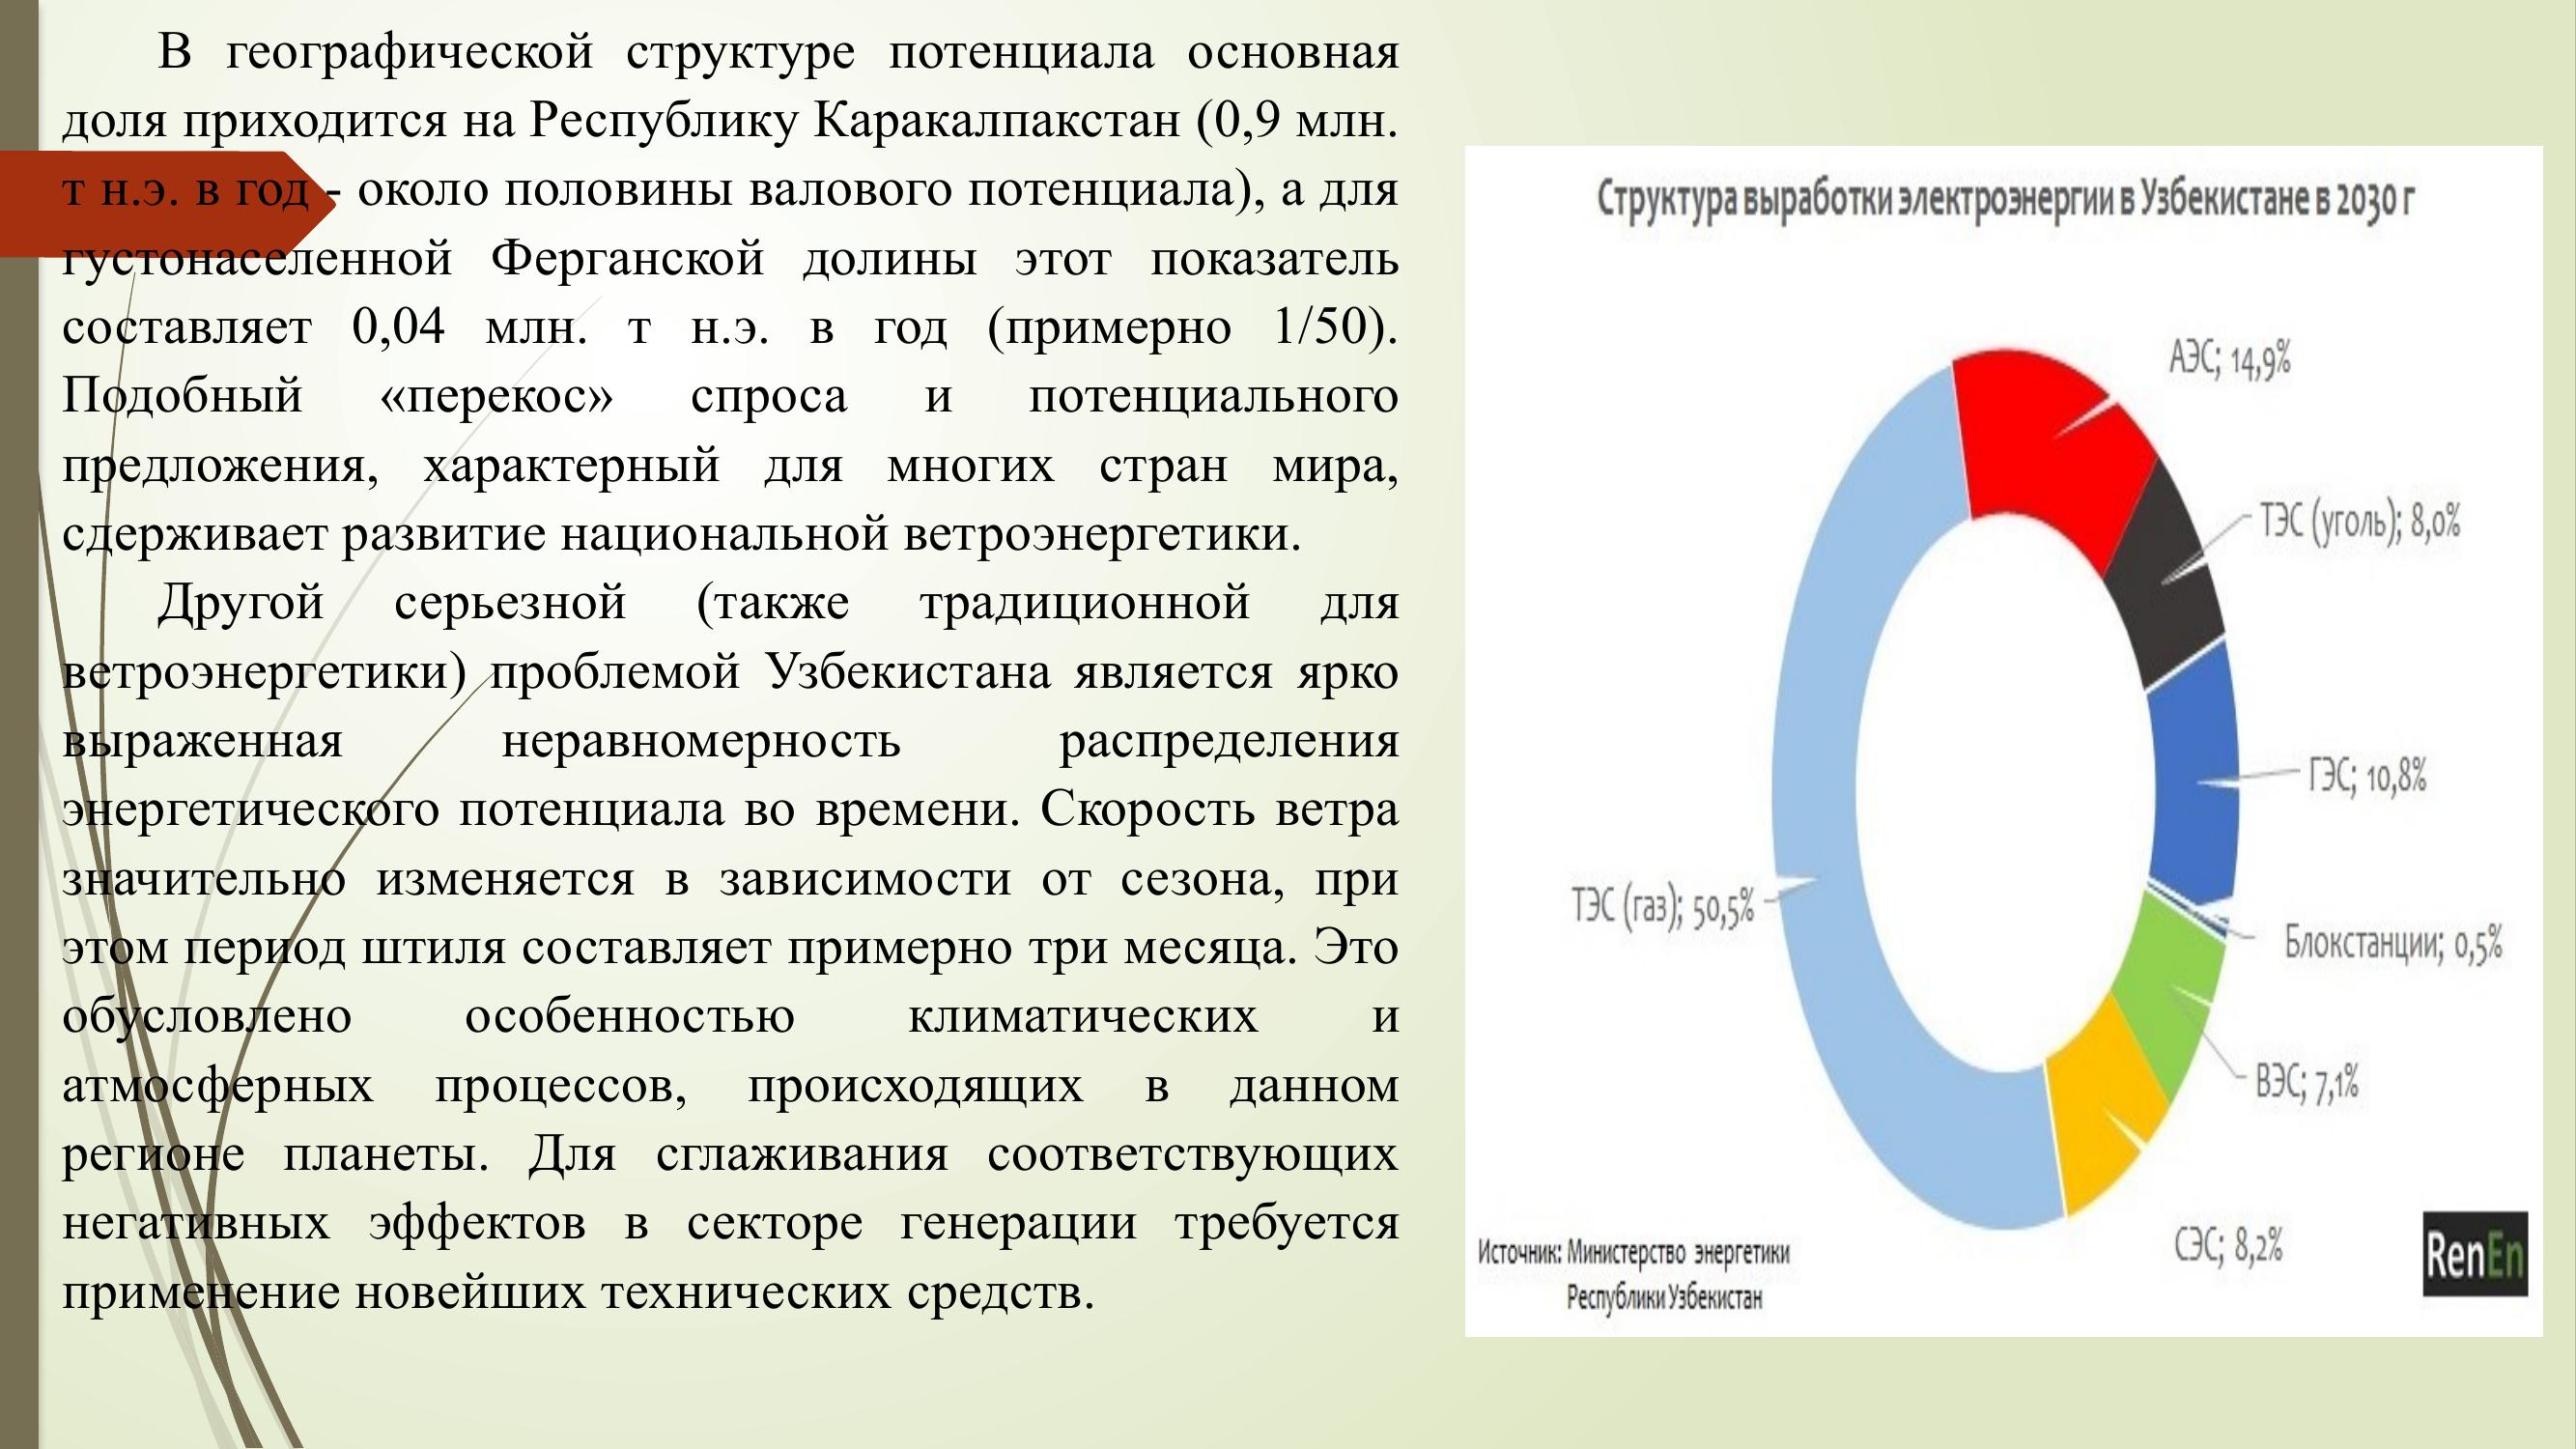 В географической структуре потенциала основная
доля приходится на Республику Каракалпакстан (0,9 млн.
т н.э. в год - около половины валового потенциала), а для
густонаселенной Ферганской долины этот показатель
составляет 0,04 млн. т н.э. в год (примерно 1/50).
Подобный «перекос» спроса и потенциального
предложения, характерный для многих стран мира,
сдерживает развитие национальной ветроэнергетики.
Другой серьезной (также традиционной для
ветроэнергетики) проблемой Узбекистана является ярко
выраженная неравномерность распределения
энергетического потенциала во времени. Скорость ветра
значительно изменяется в зависимости от сезона, при
этом период штиля составляет примерно три месяца. Это
обусловлено особенностью климатических и
атмосферных процессов, происходящих в данном
регионе планеты. Для сглаживания соответствующих
негативных эффектов в секторе генерации требуется
применение новейших технических средств.
Структура выработки электроэнергии в Узбекистане в 2030 г
АЭС; 14,9%
ТЭС (уголь); 8,0%
ГЭС; 10,8%
ТЭС (газ); 50,5%
Блокстанции; 0,5%
ВЭС; 7,1%
СЭС; 8,2%
Источник: Министерство энергетики
Республики Узбекистан
RenEn